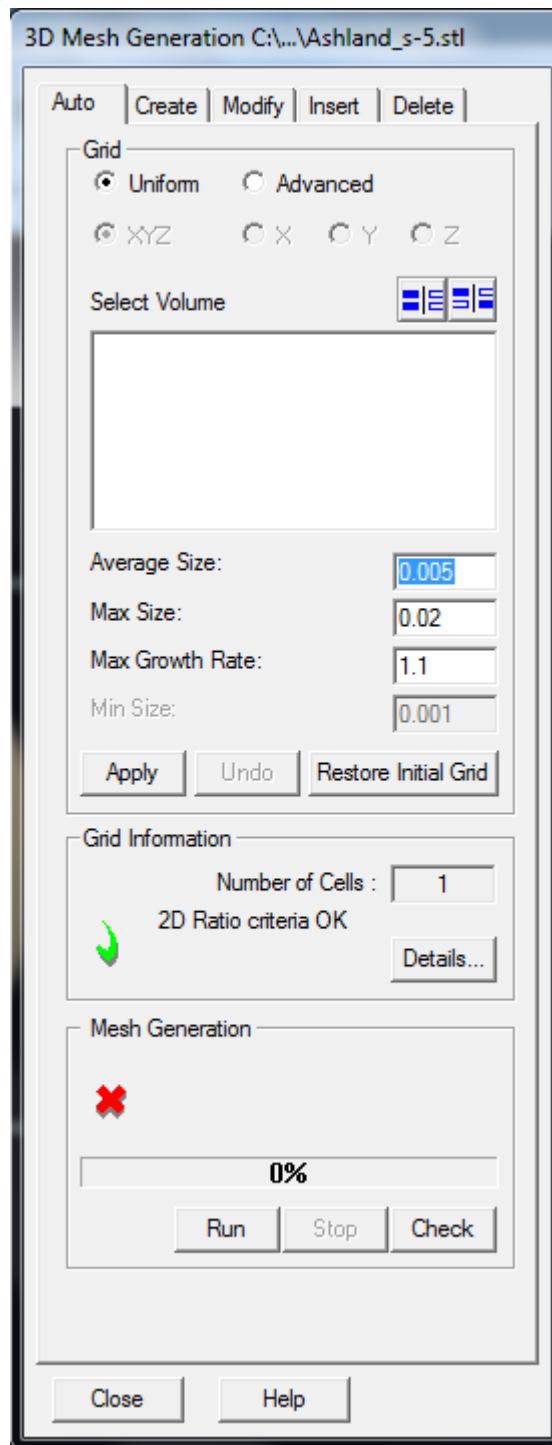 3D Mesh Generation C:\...\Ashland_s-5.stl
Auto Create Modify Insert Delete
Grid
Uniform Advanced
XYZ X Y Z
Select Volume
Average Size: 0.005
Max Size: 0.02
Max Growth Rate: 1.1
Min Size: 0.001
Apply Undo Restore Initial Grid
Grid Information
Number of Cells : 1
2D Ratio criteria OK
Details...
Mesh Generation
0%
Run Stop Check
Close Help